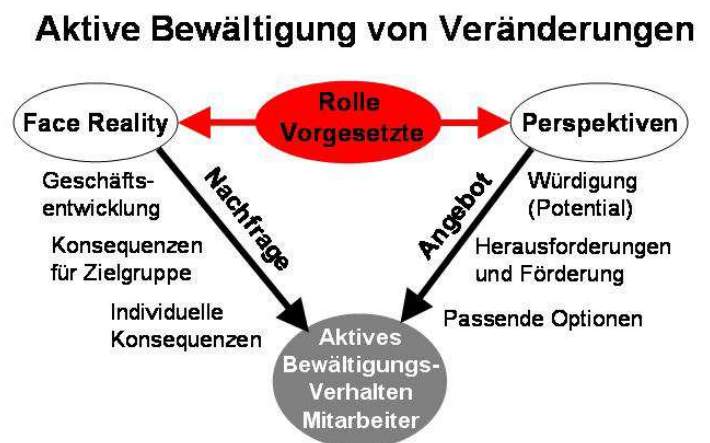 Aktive Bewältigung von Veränderungen
Face Reality
Rolle
Vorgesetzte
Perspektiven
Geschäfts-
entwicklung
Konsequenzen
für Zielgruppe
Individuelle
Konsequenzen
Nachfrage
Angebot
Würdigung
(Potential)
Herausforderungen
und Förderung
Passende Optionen
Aktives
Bewältigungs-
Verhalten
Mitarbeiter